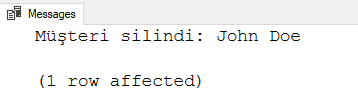 Messages
Müşteri silindi: John Doe
(1 row affected)